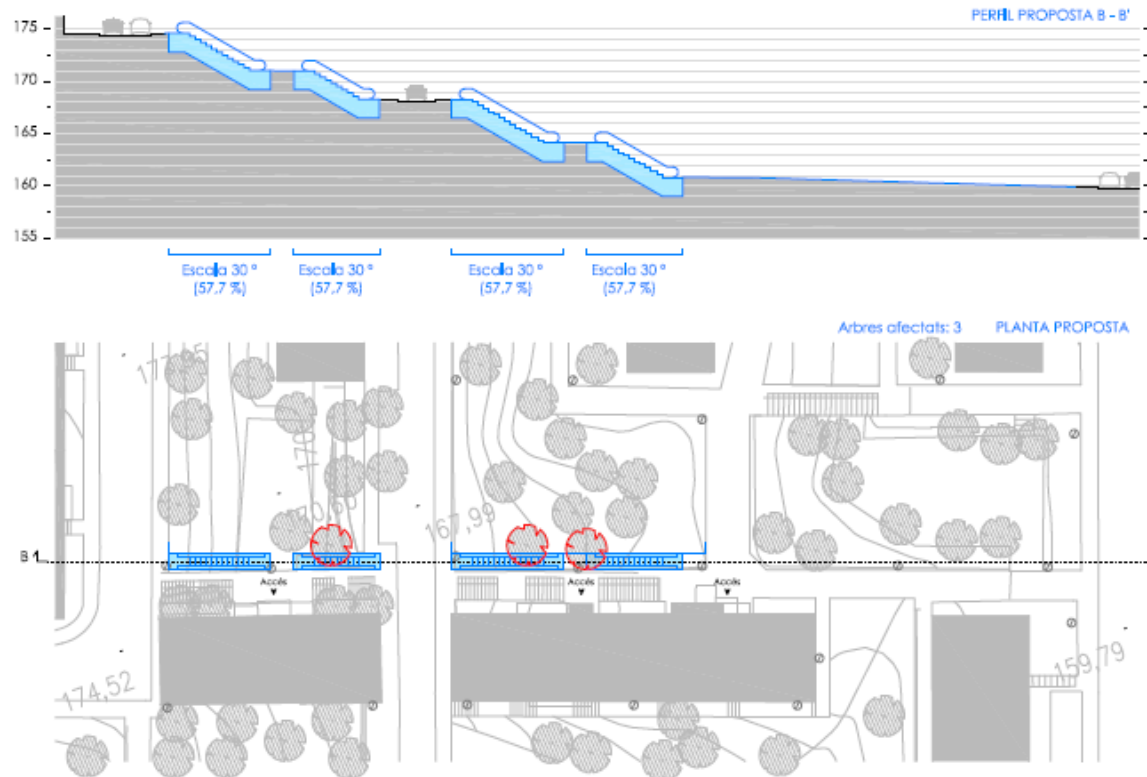 PERFIL PROPOSTA B - B'
175
170
165
160
155
Escala 30 º
(57,7 %)
Escala 30 º
(57,7 %)
Escala 30 º
(57,7 %)
Escala 30 º
(57,7 %)
Arbres afectats: 3 PLANTA PROPOSTA
167,99
Accés
Accés
Accés
174,52
159,79